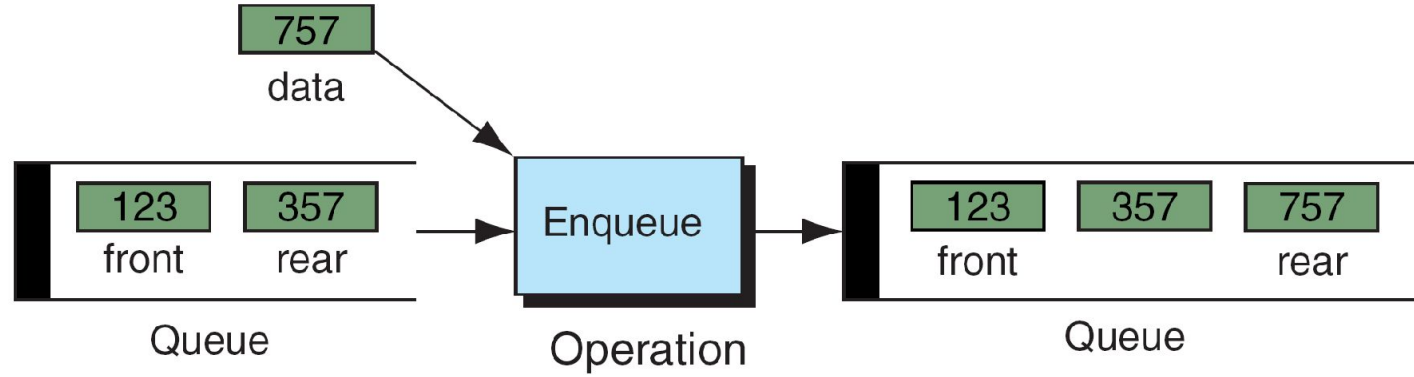 757
data
123 357
front rear
Queue
Enqueue
Operation
123 357 757
front rear
Queue